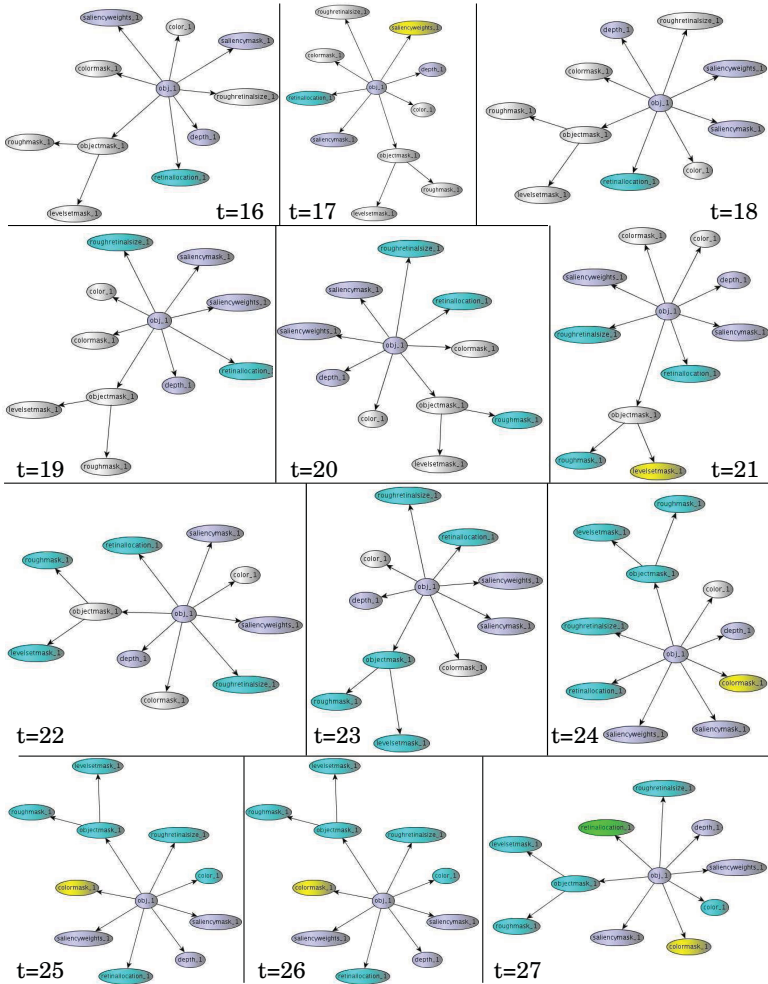 saliencyweights_1
color_1
saliencymask_1
colormask_1
obj_1
roughretinalsize_1
roughmask_1
objectmask_1
depth_1
retinallocation_1
levelsetmask_1
t=16
roughretinalsize_1
saliencyweights_1
colormask_1
depth_1
obj_1
retinallocation_1
color_1
saliencymask_1
objectmask_1
roughmask_1
levelsetmask_1
t=17
roughretinalsize_1
depth_1
colormask_1
saliencyweights_1
obj_1
roughmask_1
saliencymask_1
objectmask_1
color_1
retinallocation_1
levelsetmask_1
t=18
roughretinalsize_1
saliencymask_1
color_1
saliencyweights_1
obj_1
colormask_1
retinallocation_1
depth_1
objectmask_1
levelsetmask_1
roughmask_1
t=19
roughretinalsize_1
saliencymask_1
retinallocation_1
saliencyweights_1
obj_1
colormask_1
depth_1
objectmask_1
color_1
roughmask_1
levelsetmask_1
t=20
colormask_1
color_1
saliencyweights_1
depth_1
obj_1
roughretinalsize_1
saliencymask_1
retinallocation_1
objectmask_1
roughmask_1
levelsetmask_1
t=21
saliencymask_1
retinallocation_1
roughmask_1
color_1
objectmask_1
obj_1
saliencyweights_1
levelsetmask_1
depth_1
roughretinalsize_1
colormask_1
t=22
roughretinalsize_1
retinallocation_1
color_1
saliencyweights_1
obj_1
depth_1
saliencymask_1
objectmask_1
colormask_1
roughmask_1
levelsetmask_1
t=23
roughmask_1
levelsetmask_1
objectmask_1
color_1
roughretinalsize_1
depth_1
obj_1
colormask_1
retinallocation_1
saliencyweights_1
saliencymask_1
t=24
levelsetmask_1
roughmask_1
objectmask_1
roughretinalsize_1
color_1
colormask_1
obj_1
saliencymask_1
saliencyweights_1
depth_1
retinallocation_1
t=25
levelsetmask_1
roughmask_1
objectmask_1
roughretinalsize_1
color_1
colormask_1
obj_1
saliencymask_1
saliencyweights_1
depth_1
retinallocation_1
t=26
roughretinalsize_1
retinallocation_1
depth_1
levelsetmask_1
saliencyweights_1
objectmask_1
obj_1
color_1
roughmask_1
saliencymask_1
colormask_1
t=27